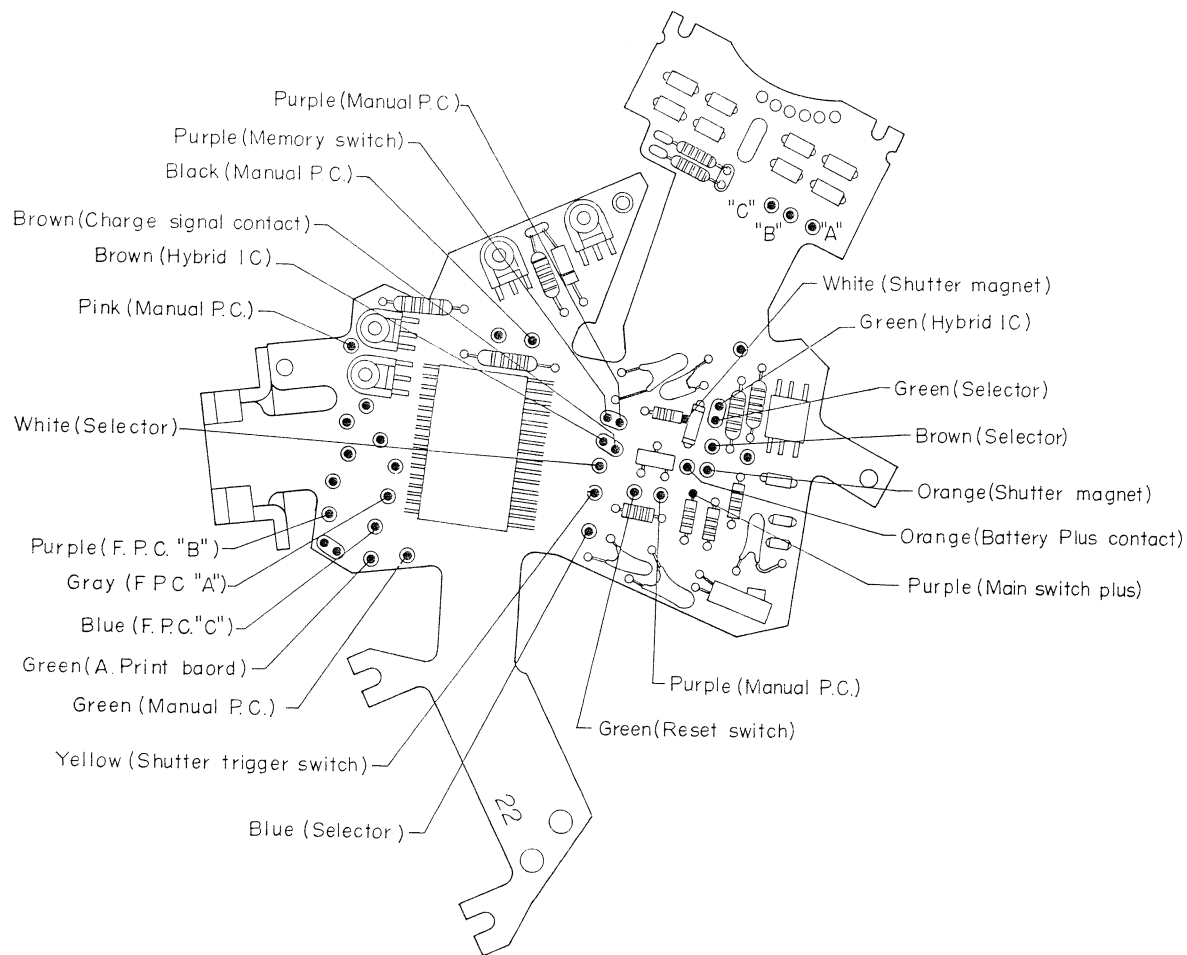 Purple (Manual P.C)
Purple (Memory switch)
Black (Manual P.C.)
Brown (Charge signal contact)
Brown (Hybrid IC)
Pink (Manual P.C.)
White (Selector)
Purple (F.P.C. "B")
Gray (F P C "A")
Blue (F.P.C. "C")
Green (A.Print baord)
Green (Manual P.C.)
Yellow (Shutter trigger switch)
Blue (Selector)
"C"
"B"
"A"
White (Shutter magnet)
Green (Hybrid IC)
Green (Selector)
Brown (Selector)
Orange (Shutter magnet)
Orange (Battery Plus contact)
Purple (Main switch plus)
Purple (Manual P.C.)
Green (Reset switch)
22